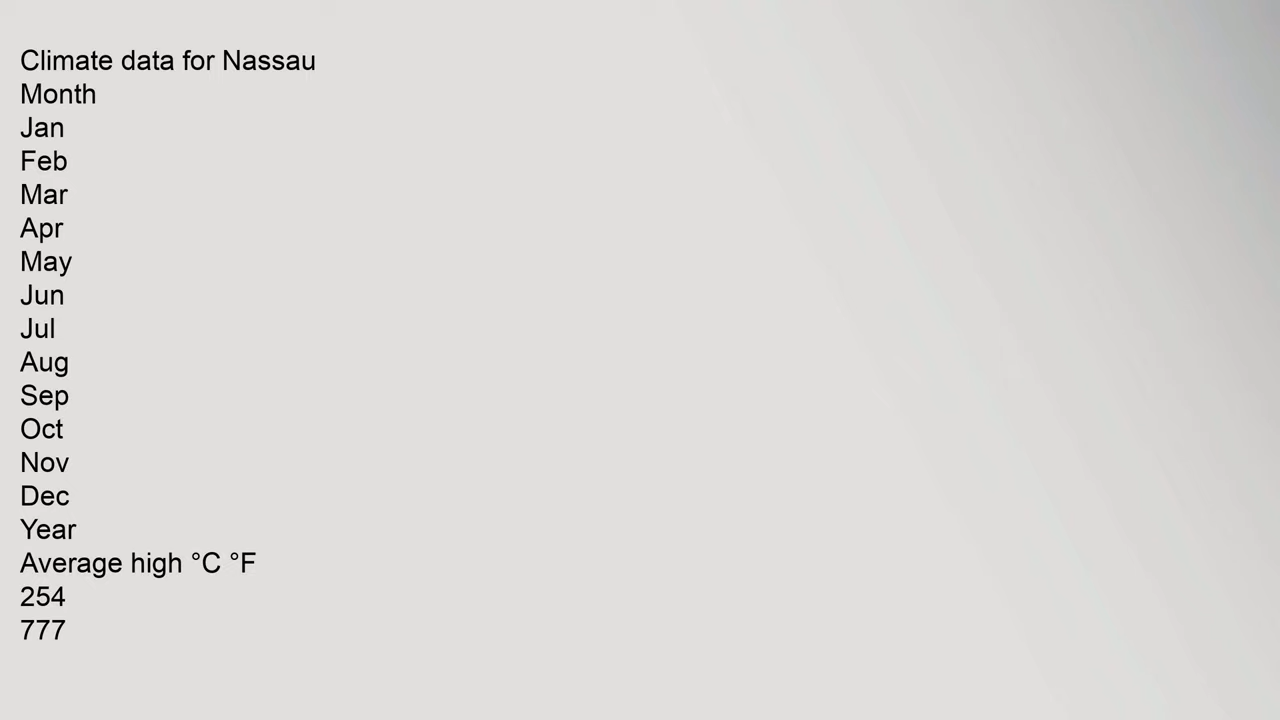 Climate data for Nassau
Month
Jan
Feb
Mar
Apr
May
Jun
Jul
Aug
Sep
Oct
Nov
Dec
Year
Average high °C °F
254
777